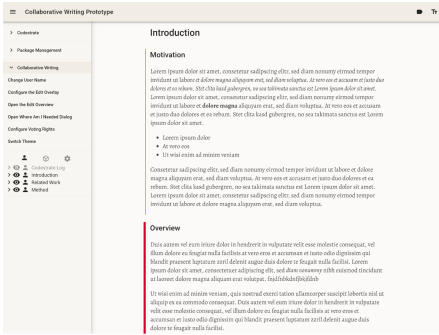 Collaborative Writing Prototype
Tr
Codestrate
Package Management
Collaborative Writing
Change User Name
Configure the Edit Overlay
Open the Edit Overview
Open Where Am I Needed Dialog
Configure Voting Rights
Switch Theme
Codestrate Log
Introduction
Related Work
Method
Introduction
Motivation
Lorem ipsum dolor sit amet, consetetur sadipscing elitr, sed diam nonumy eirmod tempor
invidunt ut labore et dolore magna aliquyam erat, sed diam voluptua. At vero eos et accusam et justo duo
dolores et ea rebum. Stet clita kasd gubergren, no sea takimata sanctus est Lorem ipsum dolor sit amet.
Lorem ipsum dolor sit amet, consetetur sadipscing elitr, sed diam nonumy eirmod tempor
invidunt ut labore et dolore magna aliquyam erat, sed diam voluptua. At vero eos et accusam
et justo duo dolores et ea rebum. Stet clita kasd gubergren, no sea takimata sanctus est Lorem
ipsum dolor sit amet.
Lorem ipsum dolor
At vero eos
Ut wisi enim ad minim veniam
Consetetur sadipscing elitr, sed diam nonumy eirmod tempor invidunt ut labore et dolore
magna aliquyam erat, sed diam voluptua. At vero eos et accusam et justo duo dolores et ea
rebum. Stet clita kasd gubergren, no sea takimata sanctus est Lorem ipsum dolor sit amet.
invidunt ut labore et dolore magna aliquyam erat, sed diam voluptua.
Overview
Duis autem vel eum iriure dolor in hendrerit in vulputate velit esse molestie consequat, vel
illum dolore eu feugiat nulla facilisis at vero eros et accumsan et iusto odio dignissim qui
blandit praesent luptatum zzril delenit augue duis dolore te feugait nulla facilisi. Lorem
ipsum dolor sit amet, consectetuer adipiscing elit, sed diam nonummy nibh euismod tincidunt
ut laoreet dolore magna aliquam erat volutpat.
Ut wisi enim ad minim veniam, quis nostrud exerci tation ullamcorper suscipit lobortis nisl ut
aliquip ex ea commodo consequat. Duis autem vel eum iriure dolor in hendrerit in vulputate
velit esse molestie consequat, vel illum dolore eu feugiat nulla facilisis at vero eros et
accumsan et iusto odio dignissim qui blandit praesent luptatum zzril delenit augue duis
dolore te feugait nulla facilisi.